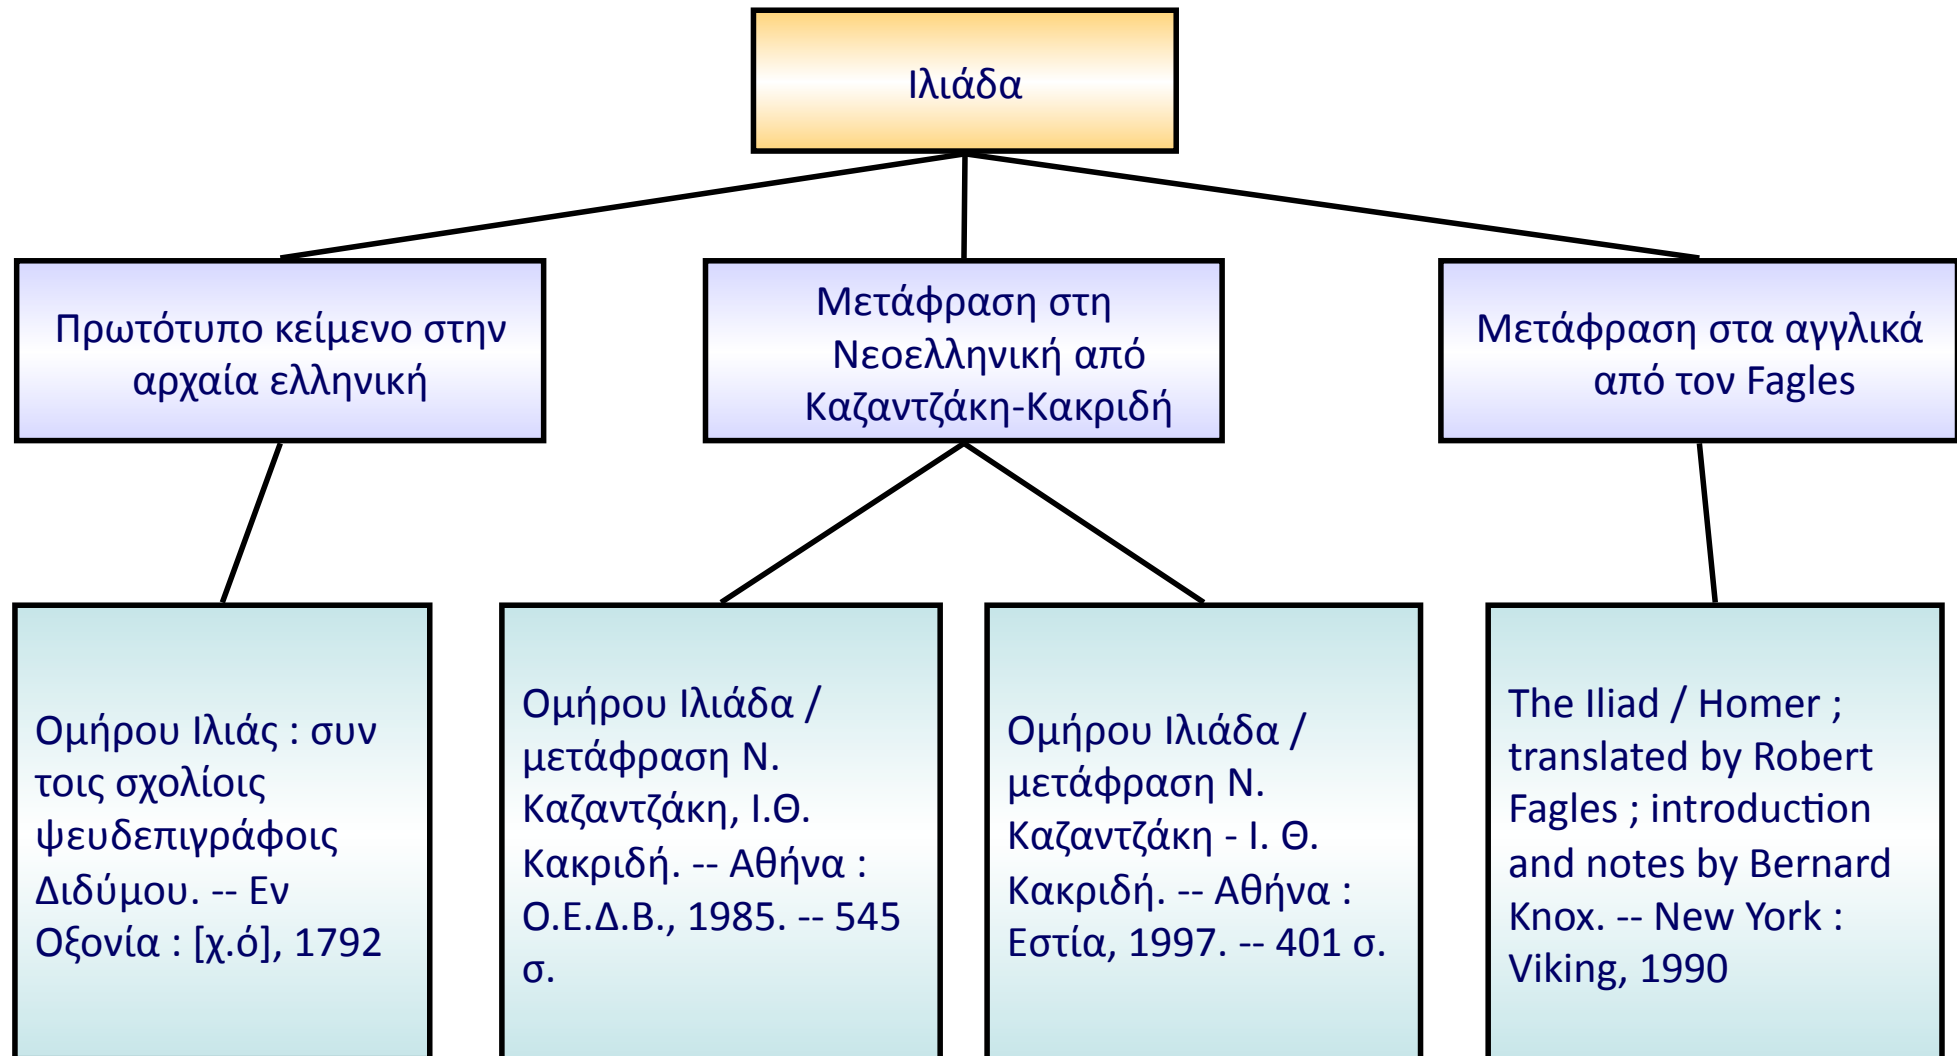 Ιλιάδα
Πρωτότυπο κείμενο στην
αρχαία ελληνική
Μετάφραση στη
Νεοελληνική από
Καζαντζάκη-Κακριδή
Μετάφραση στα αγγλικά
από τον Fagles
Ομήρου Ιλιάς : συν
τοις σχολίοις
ψευδεπιγράφοις
Διδύμου. -- Εν
Οξονία : [χ.ό], 1792
Ομήρου Ιλιάδα /
μετάφραση Ν.
Καζαντζάκη, Ι.Θ.
Κακριδή. -- Αθήνα :
Ο.Ε.Δ.Β., 1985. -- 545
σ.
Ομήρου Ιλιάδα /
μετάφραση Ν.
Καζαντζάκη - Ι. Θ.
Κακριδή. -- Αθήνα :
Εστία, 1997. -- 401 σ.
The Iliad / Homer ;
translated by Robert
Fagles ; introduction
and notes by Bernard
Knox. -- New York :
Viking, 1990